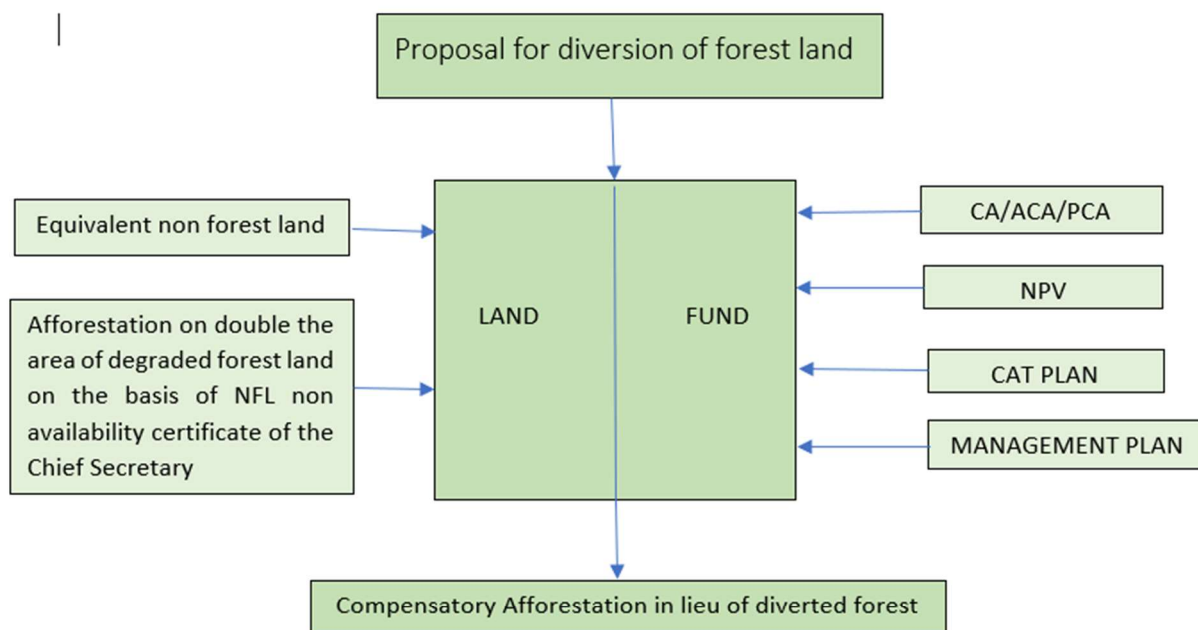 Proposal for diversion of forest land
Equivalent non forest land
Afforestation on double the
area of degraded forest land
on the basis of NFL non
availability certificate of the
Chief Secretary
LAND
FUND
CA/ACA/PCA
NPV
CAT PLAN
MANAGEMENT PLAN
Compensatory Afforestation in lieu of diverted forest